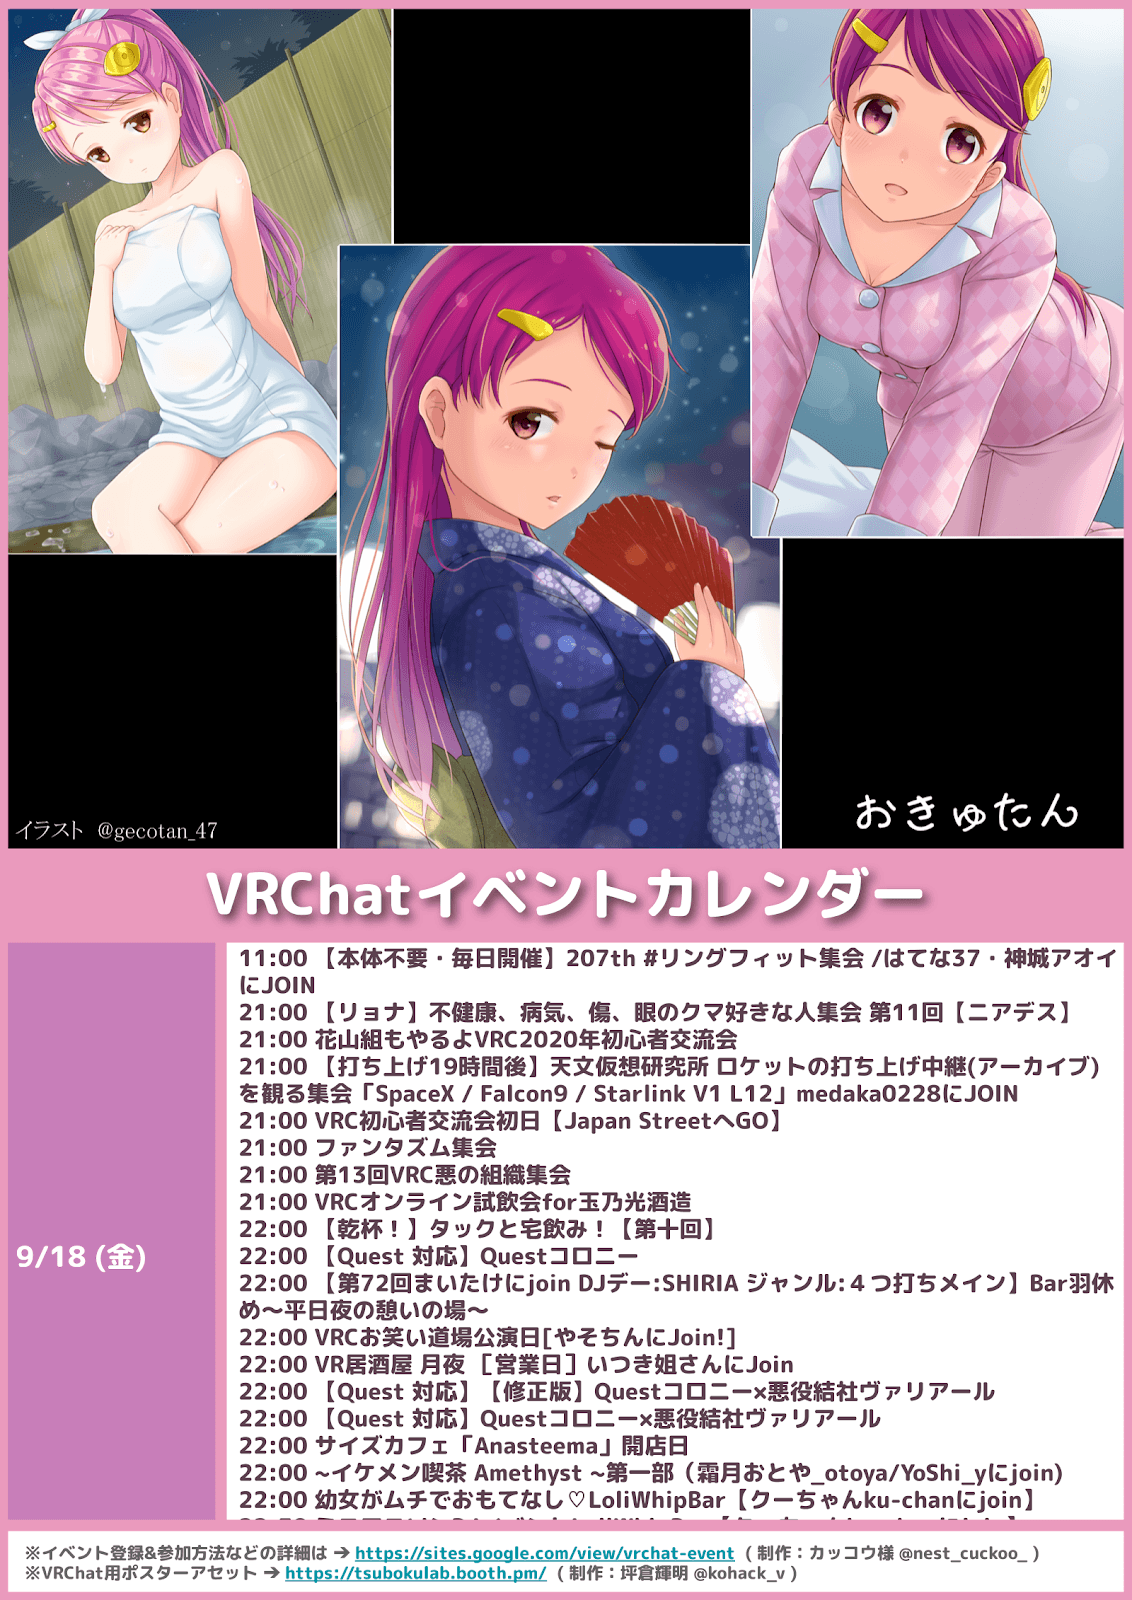 イラスト @gecotan_47
おきゅたん
VRChatイベントカレンダー
9/18 (金)
11:00 【本体不要・毎日開催】207th #リングフィット集会 /はてな37・神城アオイ
にJOIN
21:00 【リョナ】不健康、病気、傷、眼のクマ好きな人集会 第11回【ニアデス】
21:00 花山組もやるよVRC2020年初心者交流会
21:00 【打ち上げ19時間後】天文仮想研究所 ロケットの打ち上げ中継(アーカイブ)
を観る集会「SpaceX / Falcon9 / Starlink V1 L12」medaka0228にJOIN
21:00 VRC初心者交流会初日【Japan StreetへGO】
21:00 ファンタズム集会
21:00 第13回VRC悪の組織集会
21:00 VRCオンライン試飲会for玉乃光酒造
22:00 【乾杯！】タックと宅飲み！【第十回】
22:00 【Quest 対応】Questコロニー
22:00 【第72回まいたけにjoin DJデー:SHIRIA ジャンル:４つ打ちメイン】Bar羽休
め～平日夜の憩いの場～
22:00 VRCお笑い道場公演日[やそちんにJoin!]
22:00 VR居酒屋 月夜 ［営業日］いつき姐さんにJoin
22:00 【Quest 対応】【修正版】Questコロニー×悪役結社ヴァリアール
22:00 【Quest 対応】Questコロニー×悪役結社ヴァリアール
22:00 サイズカフェ「Anasteema」開店日
22:00 ~イケメン喫茶 Amethyst ~第一部（霜月おとや_otoya/YoShi_yにjoin)
22:00 幼女がムチでおもてなし♡LoliWhipBar【クーちゃんku-chanにjoin】
※イベント登録&参加方法などの詳細は → https://sites.google.com/view/vrchat-event ( 制作：カッコウ様 @nest_cuckoo_ )
※VRChat用ポスターアセット → https://tsubokulab.booth.pm/ ( 制作：坪倉輝明 @kohack_v )